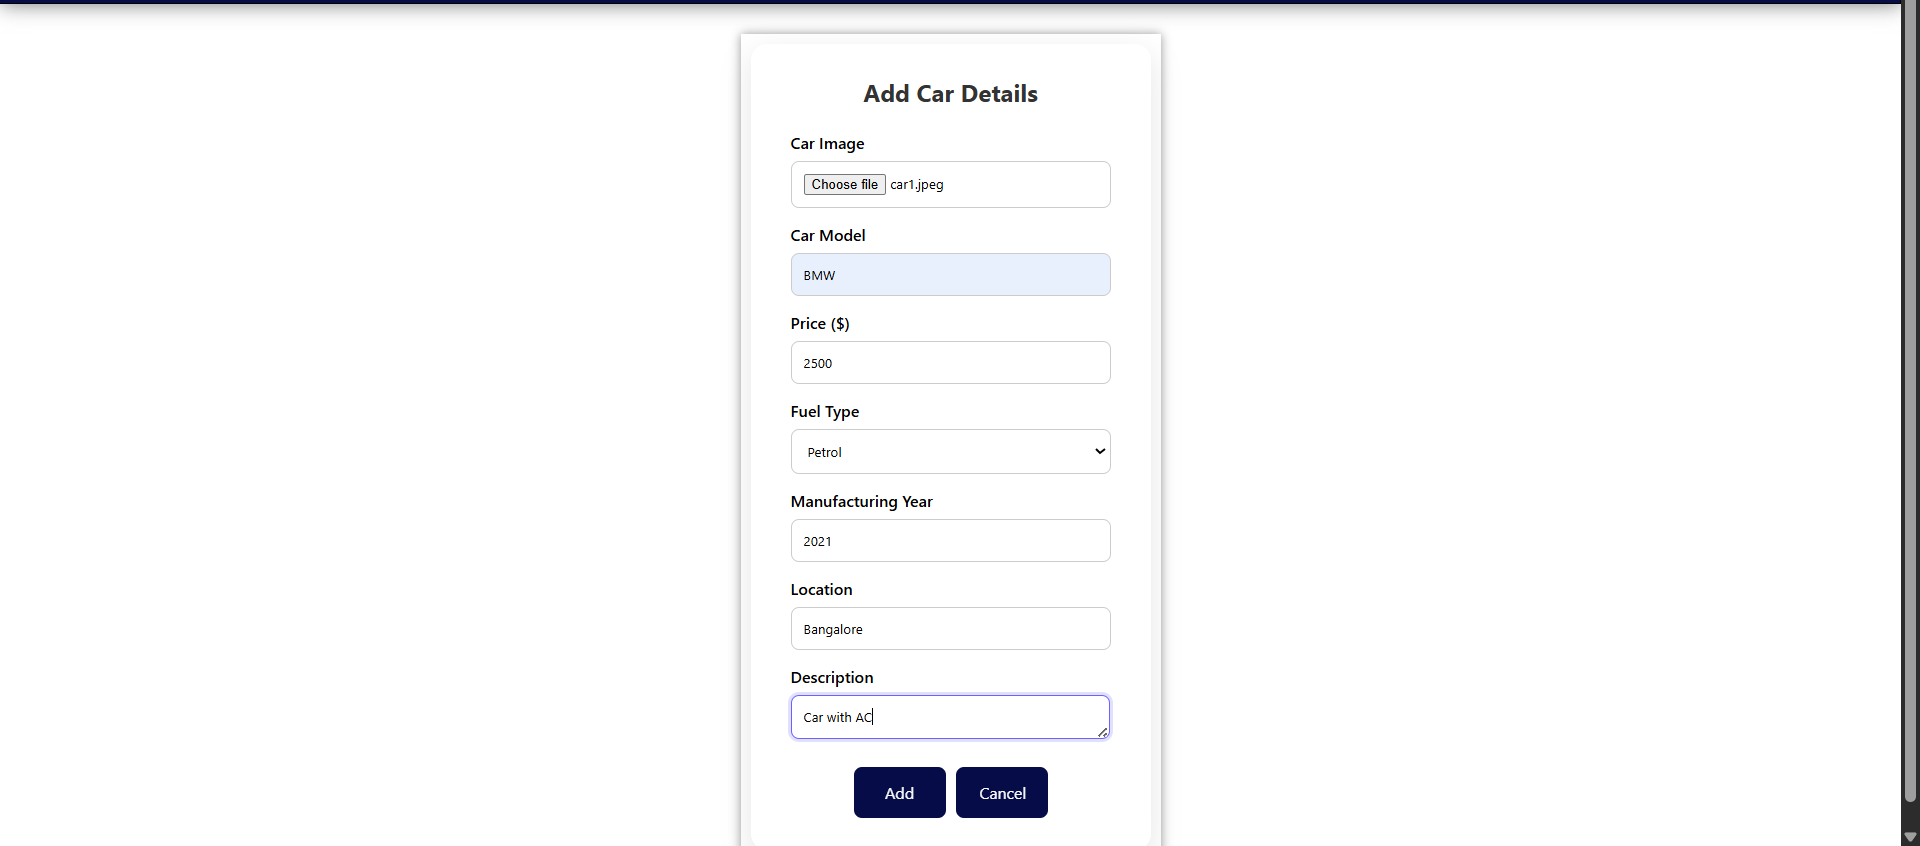 Add Car Details
Car Image
Choose file car1.jpeg
Car Model
BMW
Price ($)
2500
Fuel Type
Petrol
Manufacturing Year
2021
Location
Bangalore
Description
Car with AC
Add Cancel